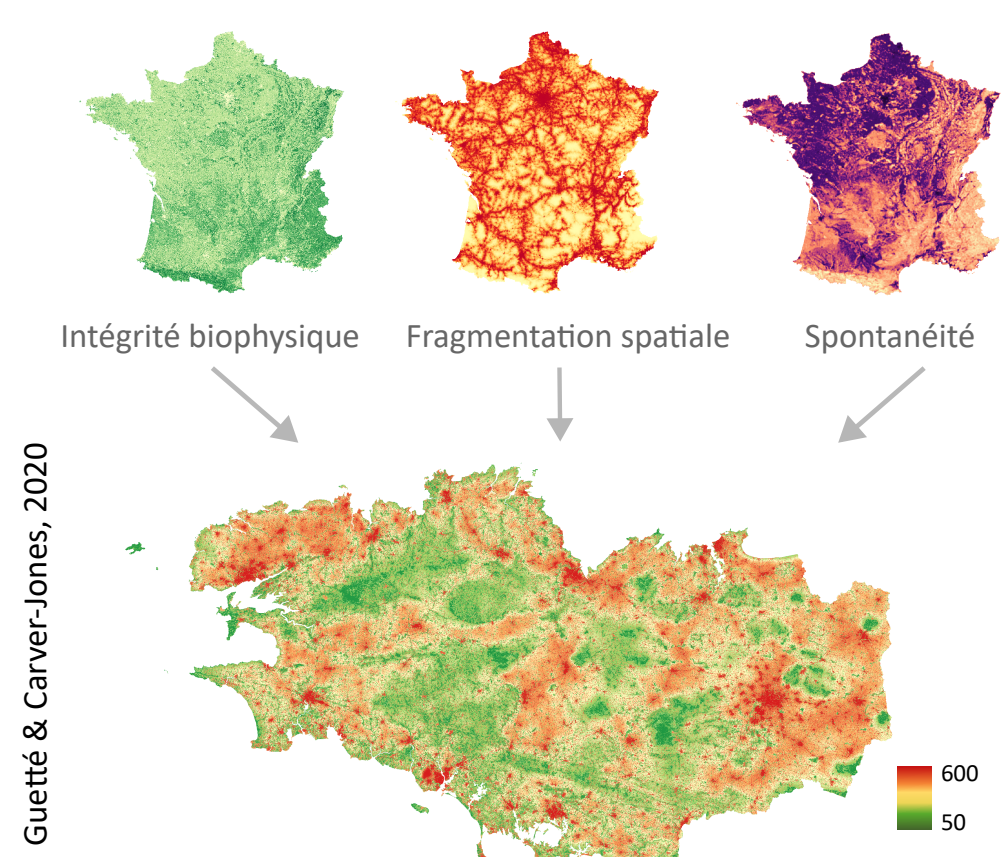 Intégrité biophysique
Fragmentation spatiale
Spontanéité
Guetté & Carver-Jones, 2020
600
50